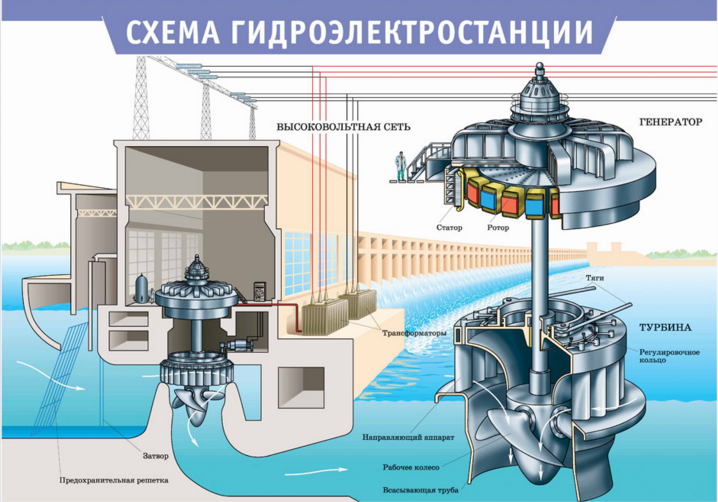 СХЕМА ГИДРОЭЛЕКТРОСТАНЦИИ
ВЫСОКОВОЛЬТНАЯ СЕТЬ
ГЕНЕРАТОР
Статор
Ротор
Тяги
ТУРБИНА
Трансформаторы
Регулировочное
кольцо
Направляющий аппарат
Затвор
Рабочее колесо
Предохранительная решетка
Всасывающая труба